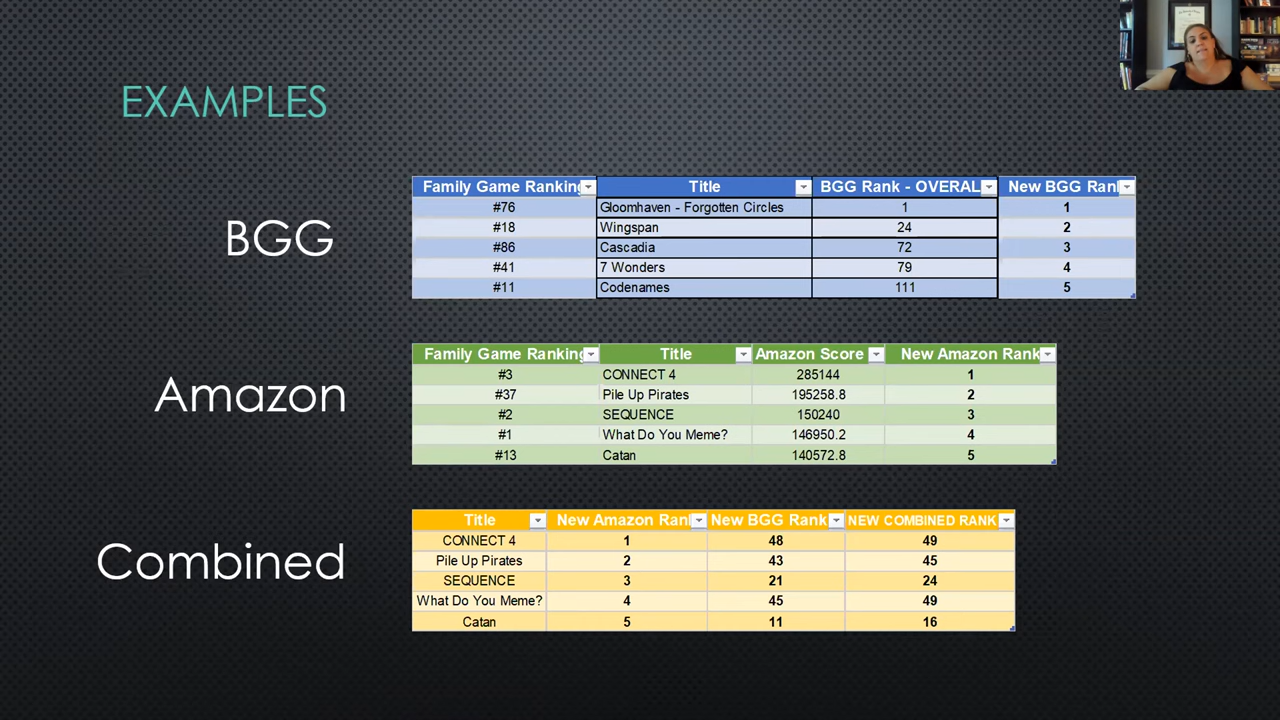 EXAMPLES
BGG
Family Game Ranking Title BGG Rank - OVERAL New BGG Ran
#76 Gloomhaven - Forgotten Circles 1 1
#18 Wingspan 24 2
#86 Cascadia 72 3
#41 7 Wonders 79 4
#11 Codenames 111 5
Amazon
Family Game Ranking Title Amazon Score New Amazon Rank
#3 CONNECT 4 285144 1
#37 Pile Up Pirates 195258.8 2
#2 SEQUENCE 150240 3
#1 What Do You Meme? 146950.2 4
#13 Catan 140572.8 5
Combined
Title New Amazon Ran New BGG Rank NEW COMBINED RANK
CONNECT 4 1 48 49
Pile Up Pirates 2 43 45
SEQUENCE 3 21 24
What Do You Meme? 4 45 49
Catan 5 11 16